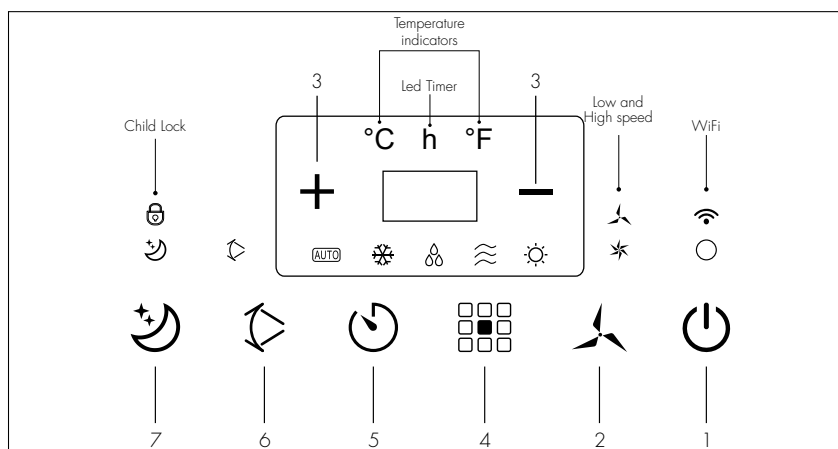 Temperature
indicators
3
Led Timer
3
Low and
High speed
Child Lock
WiFi
°C h °F
AUTO
7 6 5 4 2 1